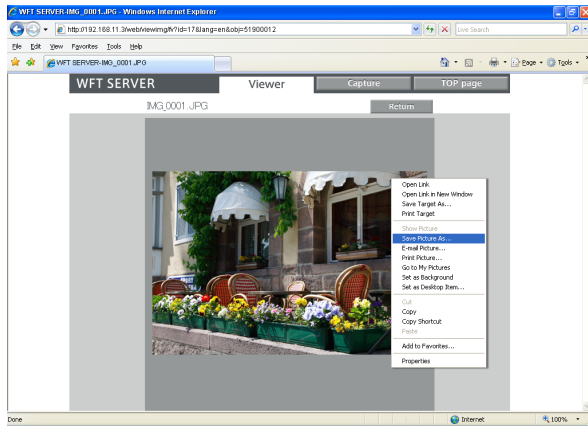 WFT SERVER-IMG_0001.JPG - Windows Internet Explorer
http://192.168.11.3/web/viewimg/fv?id=17&lang=en&obj=51900012
Live Search
File Edit View Favorites Tools Help
WFT SERVER-IMG_0001.JPG
Page Tools
WFT SERVER Viewer Capture TOP page
IMG_0001.JPG Return
Open Link
Open Link in New Window
Save Target As...
Print Target
Show Picture
Save Picture As...
E-mail Picture...
Print Picture...
Go to My Pictures
Set as Background
Set as Desktop Item...
Cut
Copy
Copy Shortcut
Paste
Add to Favorites...
Properties
Done Internet 100%